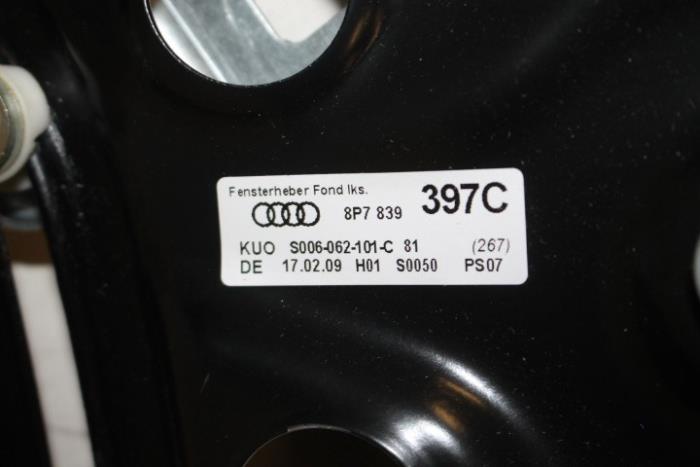 Fensterheber Fond lks.
8P7 839 397C
KUO S006-062-101-C 81 (267)
DE 17.02.09 H01 S0050 PS07